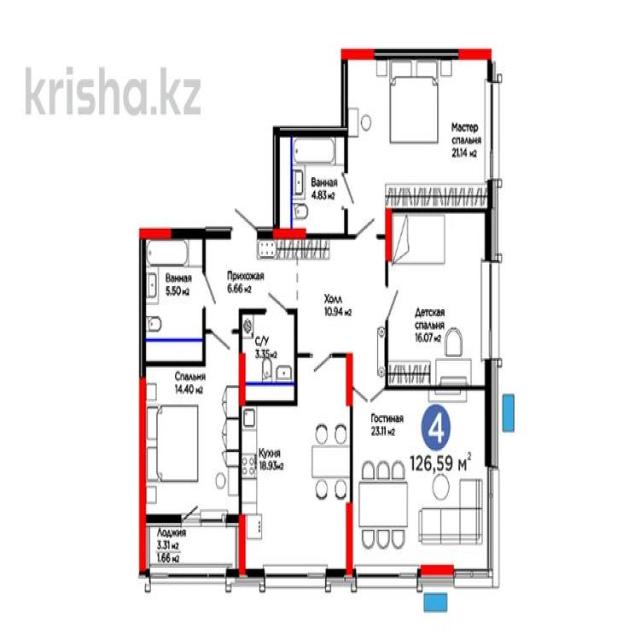 krisha.kz
Мастер
спальня
21.14 м2
Ванная
4.83 м2
Ванная
5.50 м2
Прихожая
6.66 м2
Холл
10.94 м2
Детская
спальня
16.07 м2
С/У
3.35 м2
Спальня
14.40 м2
Гостиная
23.11 м2
4
126,59 м2
Кухня
18.93 м2
Лоджия
3.31 м2
1.66 м2